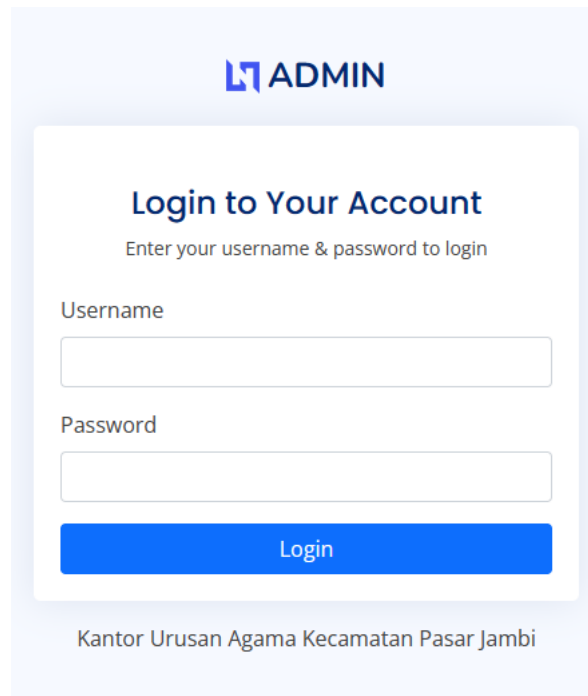 ADMIN
Login to Your Account
Enter your username & password to login
Username
Password
Login
Kantor Urusan Agama Kecamatan Pasar Jambi